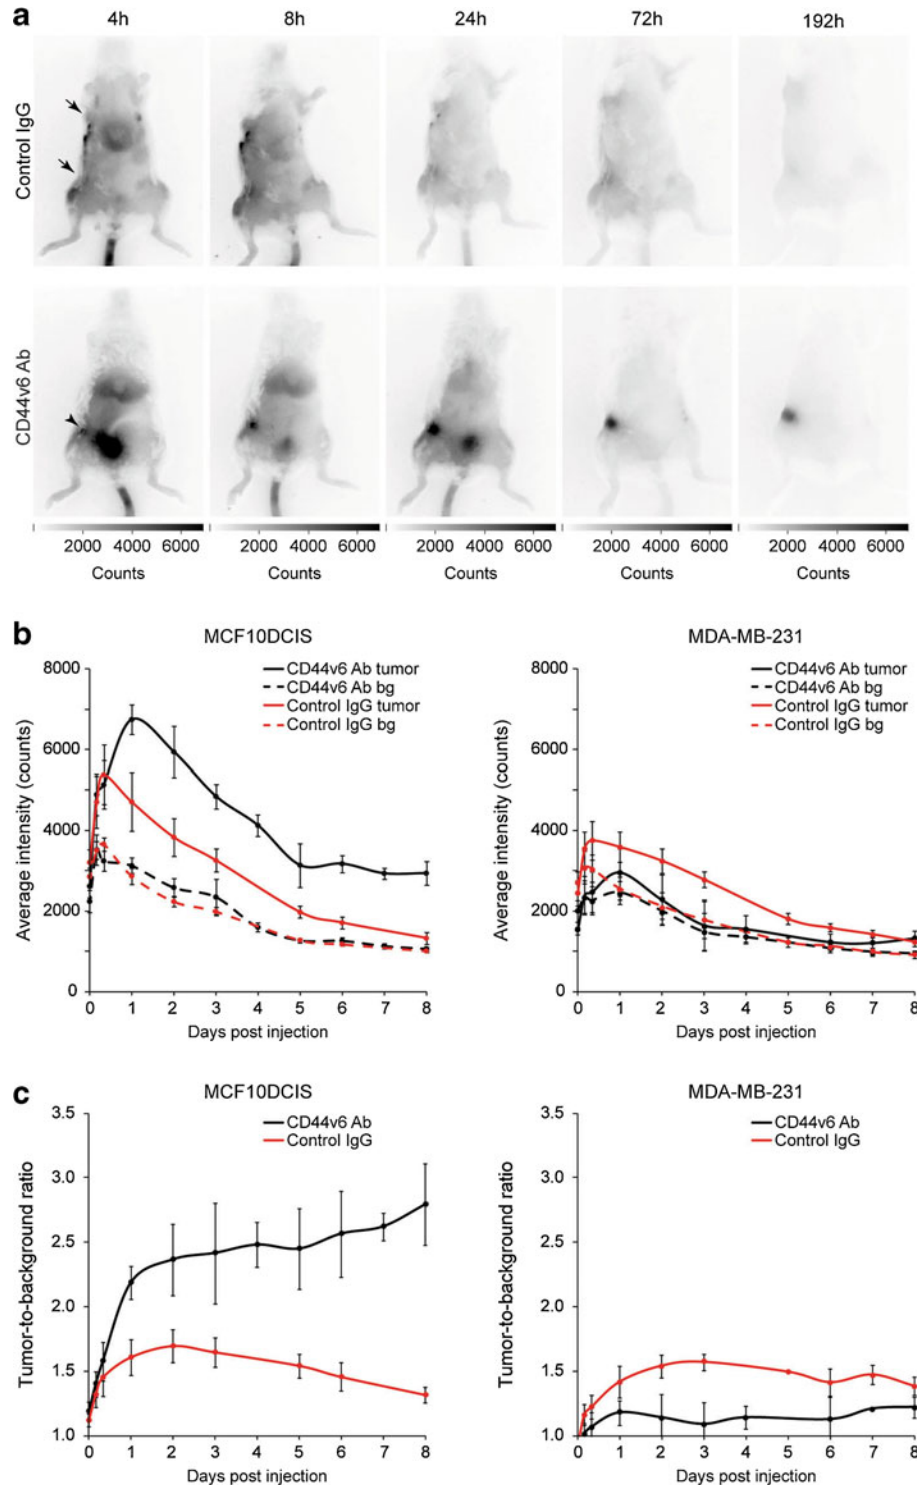 a
4h 8h 24h 72h 192h
Control IgG
CD44v6 Ab
2000 4000 6000 2000 4000 6000 2000 4000 6000 2000 4000 6000 2000 4000 6000
Counts Counts Counts Counts Counts
b
MCF10DCIS
Average intensity (counts)
8000
6000
4000
2000
0
CD44v6 Ab tumor
CD44v6 Ab bg
Control IgG tumor
Control IgG bg
0 1 2 3 4 5 6 7 8
Days post injection
MDA-MB-231
Average intensity (counts)
8000
6000
4000
2000
0
CD44v6 Ab tumor
CD44v6 Ab bg
Control IgG tumor
Control IgG bg
0 1 2 3 4 5 6 7 8
Days post injection
c
MCF10DCIS
Tumor-to-background ratio
3.5
3.0
2.5
2.0
1.5
1.0
CD44v6 Ab
Control IgG
0 1 2 3 4 5 6 7 8
Days post injection
MDA-MB-231
Tumor-to-background ratio
3.5
3.0
2.5
2.0
1.5
1.0
CD44v6 Ab
Control IgG
0 1 2 3 4 5 6 7 8
Days post injection